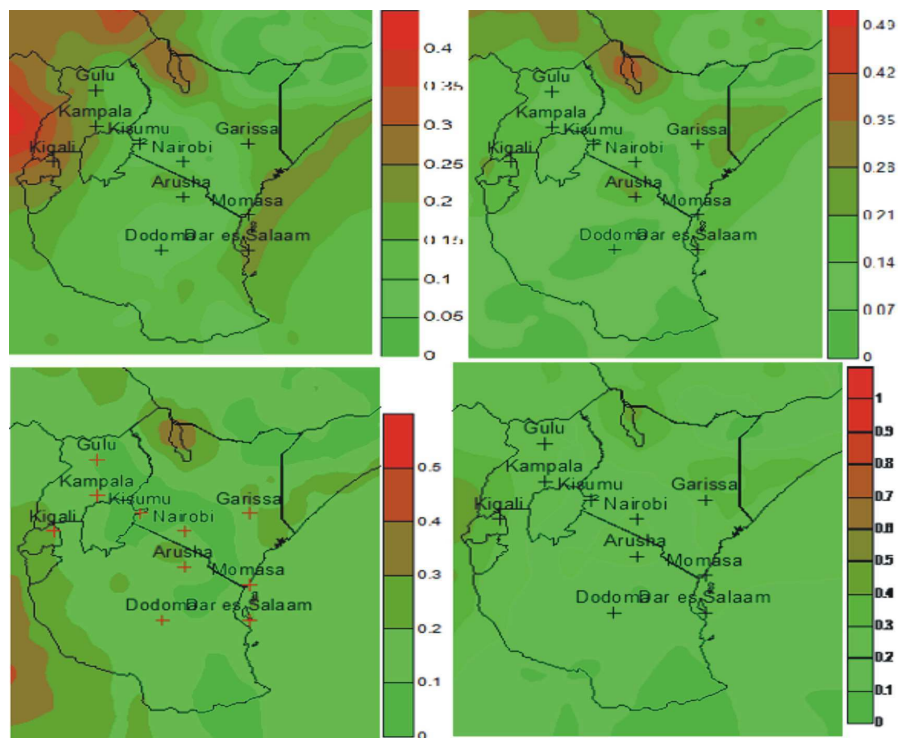 Gulu
Kampala
Kisumu
Garissa
Kigali
Nairobi
Arusha
Momasa
Dodoma
Dar es Salaam
0.4
0.35
0.3
0.25
0.2
0.15
0.1
0.05
0
Gulu
Kampala
Kisumu
Garissa
Kigali
Nairobi
Arusha
Momasa
Dodoma
Dar es Salaam
0.49
0.42
0.35
0.28
0.21
0.14
0.07
0
Gulu
Kampala
Kisumu
Garissa
Kigali
Nairobi
Arusha
Momasa
Dodoma
Dar es Salaam
0.5
0.4
0.3
0.2
0.1
0
Gulu
Kampala
Kisumu
Garissa
Kigali
Nairobi
Arusha
Momasa
Dodoma
Dar es Salaam
1
0.9
0.8
0.7
0.6
0.5
0.4
0.3
0.2
0.1
0